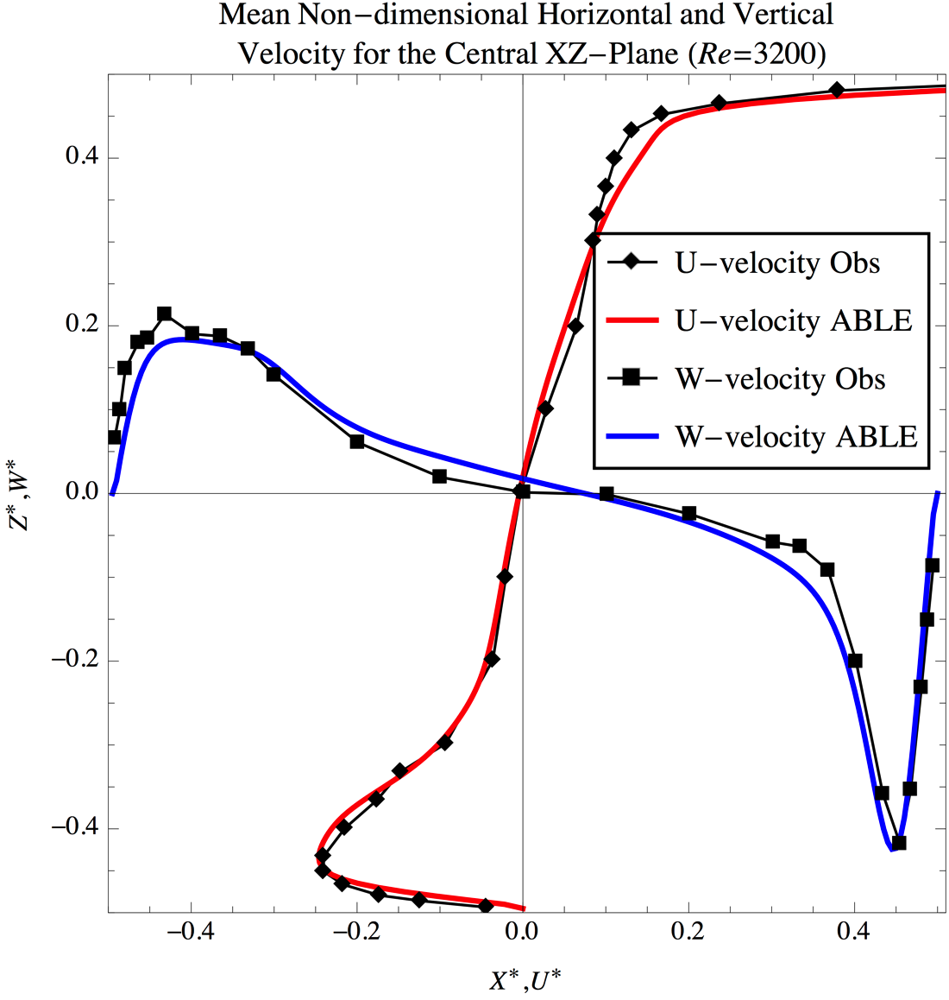 Mean Non−dimensional Horizontal and Vertical
Velocity for the Central XZ−Plane (Re=3200)
0.4
0.2
0.0
−0.2
−0.4
Z*,W*
U−velocity Obs
U−velocity ABLE
W−velocity Obs
W−velocity ABLE
−0.4 −0.2 0.0 0.2 0.4
X*,U*